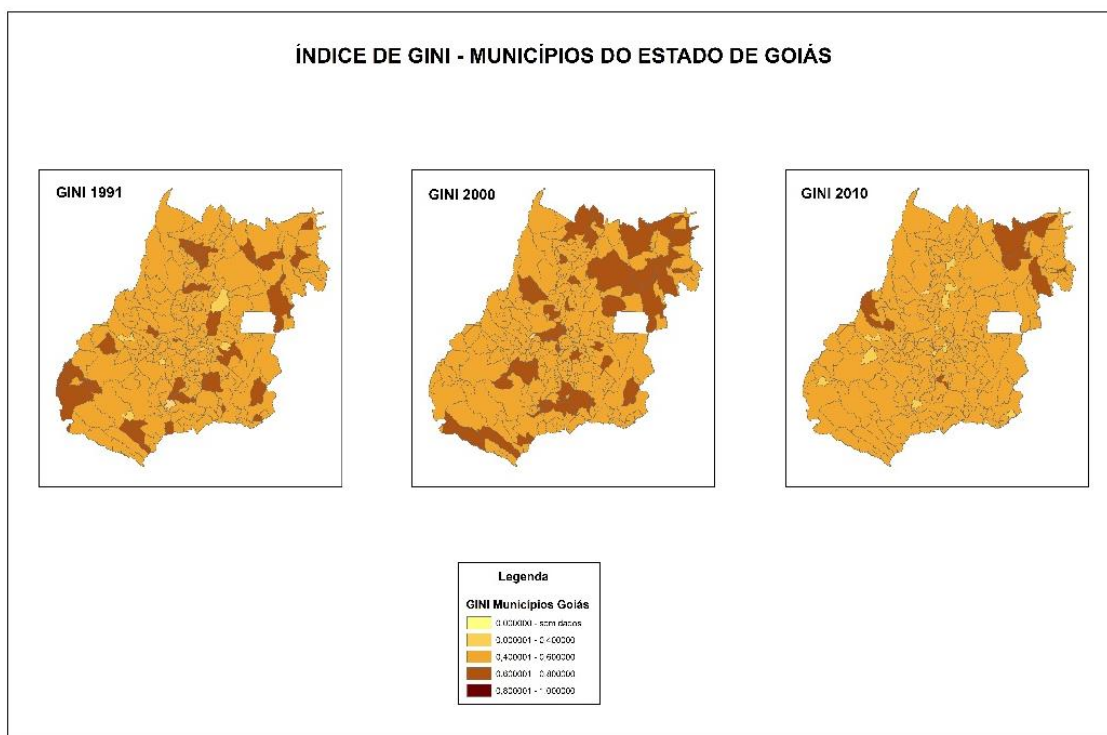 ÍNDICE DE GINI - MUNICÍPIOS DO ESTADO DE GOIÁS
GINI 1991
GINI 2000
GINI 2010
Legenda
GINI Municípios Goiás
0,000000 - sem dados
0,000001 - 0,400000
0,400001 - 0,600000
0,600001 - 0,800000
0,800001 - 1,000000